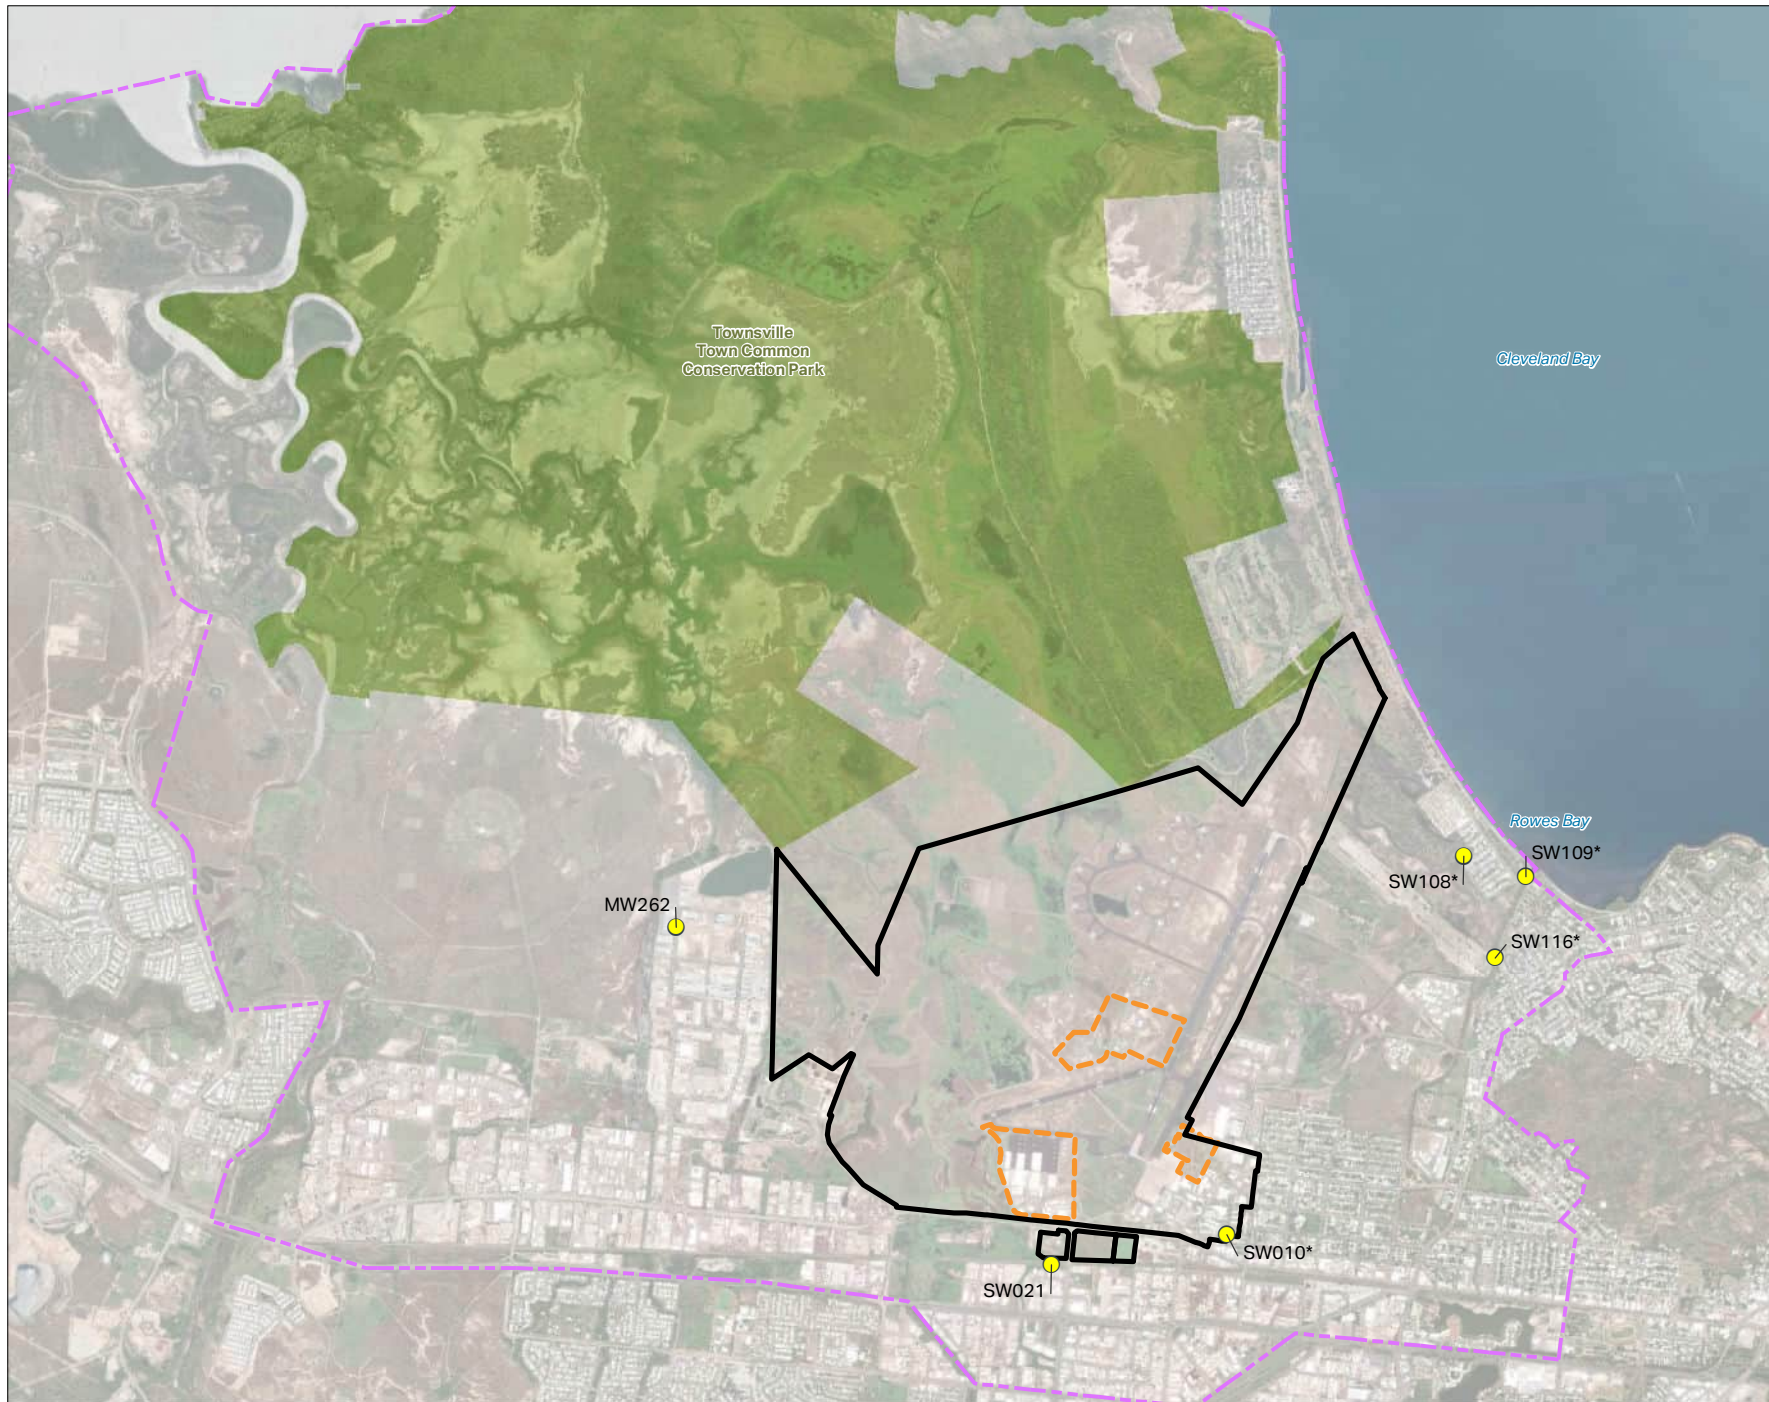 Townsville
Town Common
Conservation Park
Cleveland Bay
Rowes Bay
SW109*
SW108*
MW262
SW116*
SW010*
SW021